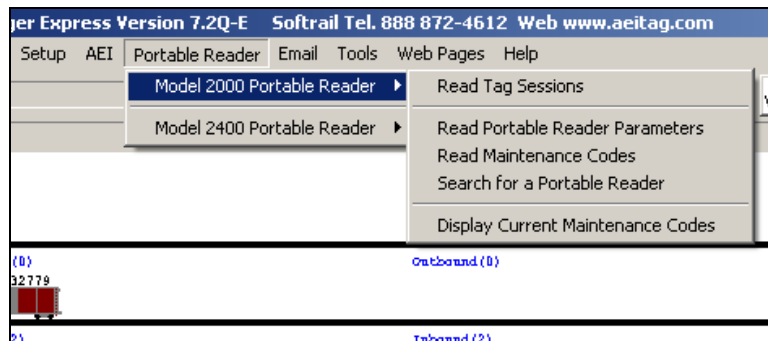 ger Express Version 7.2Q-E Softrail Tel. 888 872-4612 Web www.aeitag.com
Setup AEI Portable Reader Email Tools Web Pages Help
Model 2000 Portable Reader
Read Tag Sessions
Model 2400 Portable Reader
Read Portable Reader Parameters
Read Maintenance Codes
Search for a Portable Reader
Display Current Maintenance Codes
(0) Outbound(0)
32779
2) Inbound(2)